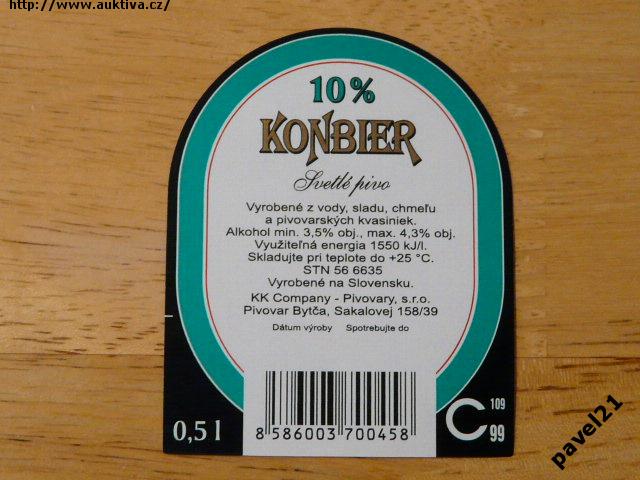 http://www.auktiva.cz/
10%
KONBIER
Svetlé pivo
Vyrobené z vody, sladu, chmeľu
a pivovarských kvasiniek.
Alkohol min. 3,5% obj., max. 4,3% obj.
Využiteľná energia 1550 kJ/l.
Skladujte pri teplote do +25 °C.
STN 56 6635
Vyrobené na Slovensku.
KK Company - Pivovary, s.r.o.
Pivovar Bytča, Sakalovej 158/39
Dátum výroby Spotrebujte do
0,5 l
8 586003 700458
C 109
99
pavel21